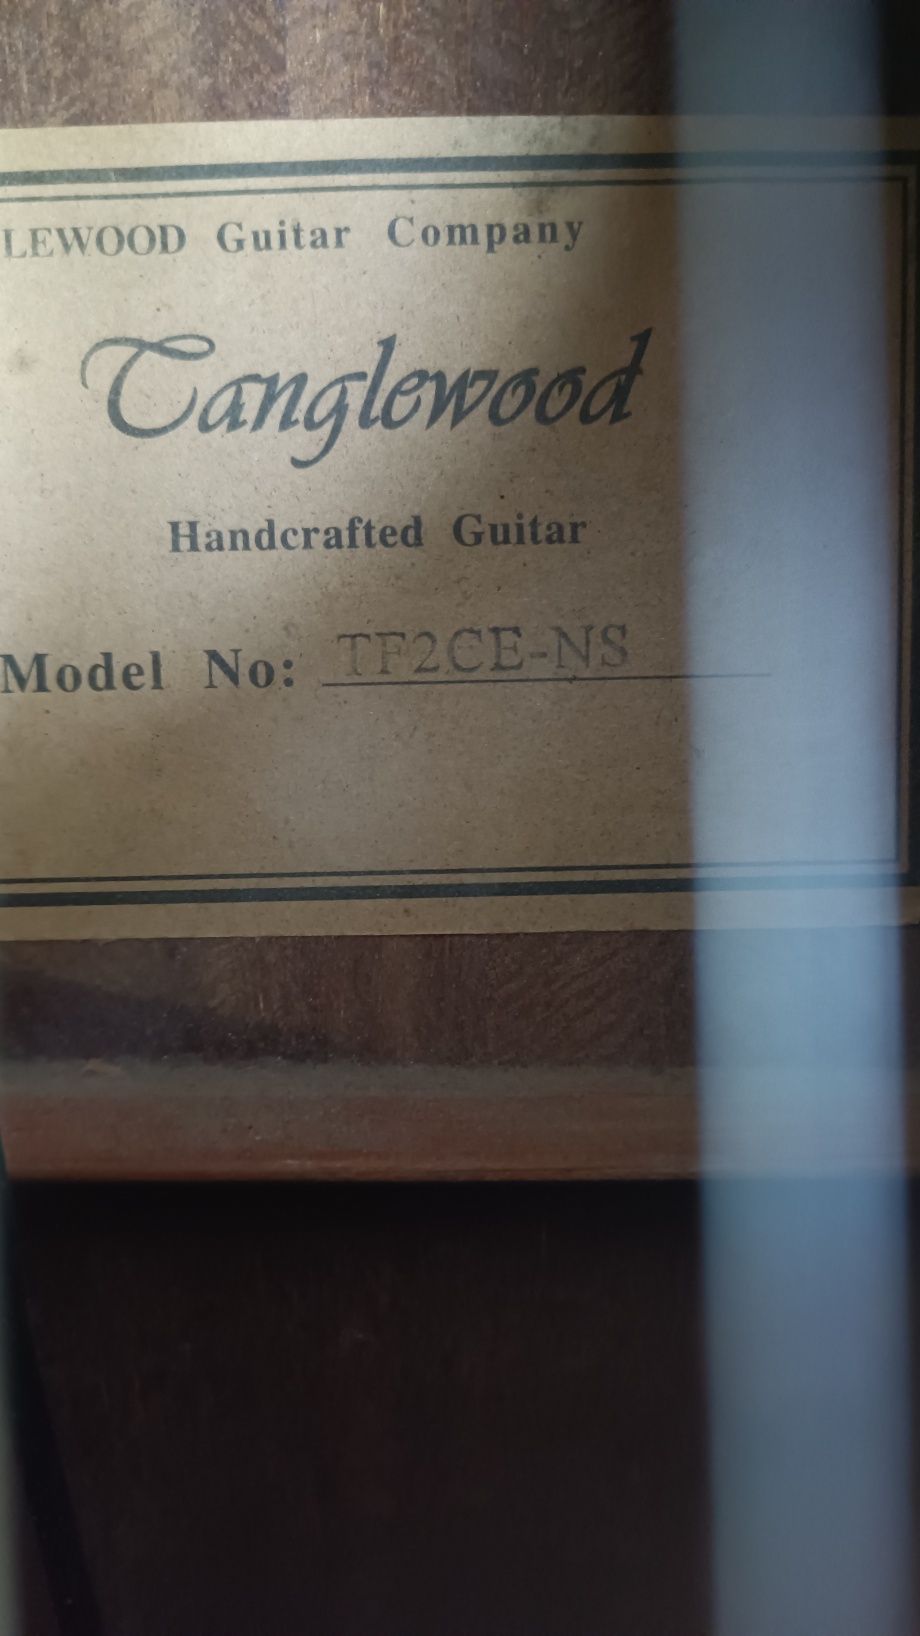 LEWOOD Guitar Company
Tanglewood
Handcrafted Guitar
Model No: TF2CE-NS